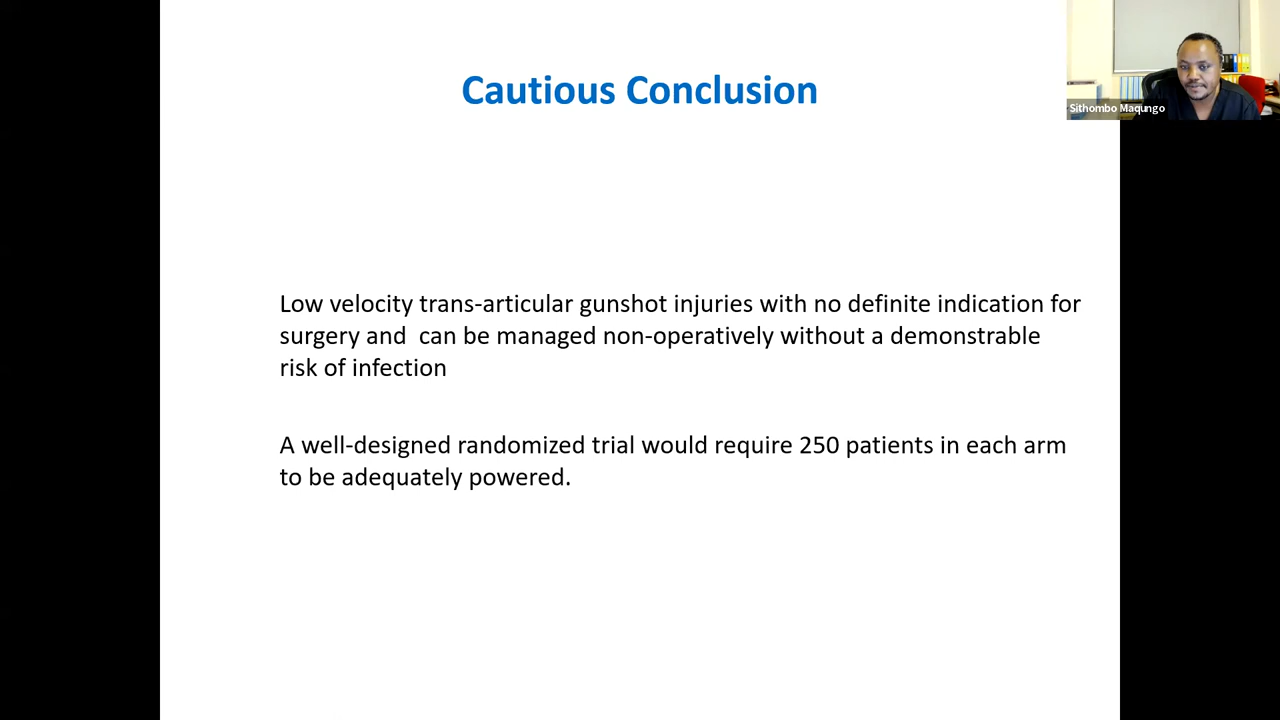 Cautious Conclusion
Sithombo Maqungo
Low velocity trans-articular gunshot injuries with no definite indication for
surgery and  can be managed non-operatively without a demonstrable
risk of infection
A well-designed randomized trial would require 250 patients in each arm
to be adequately powered.